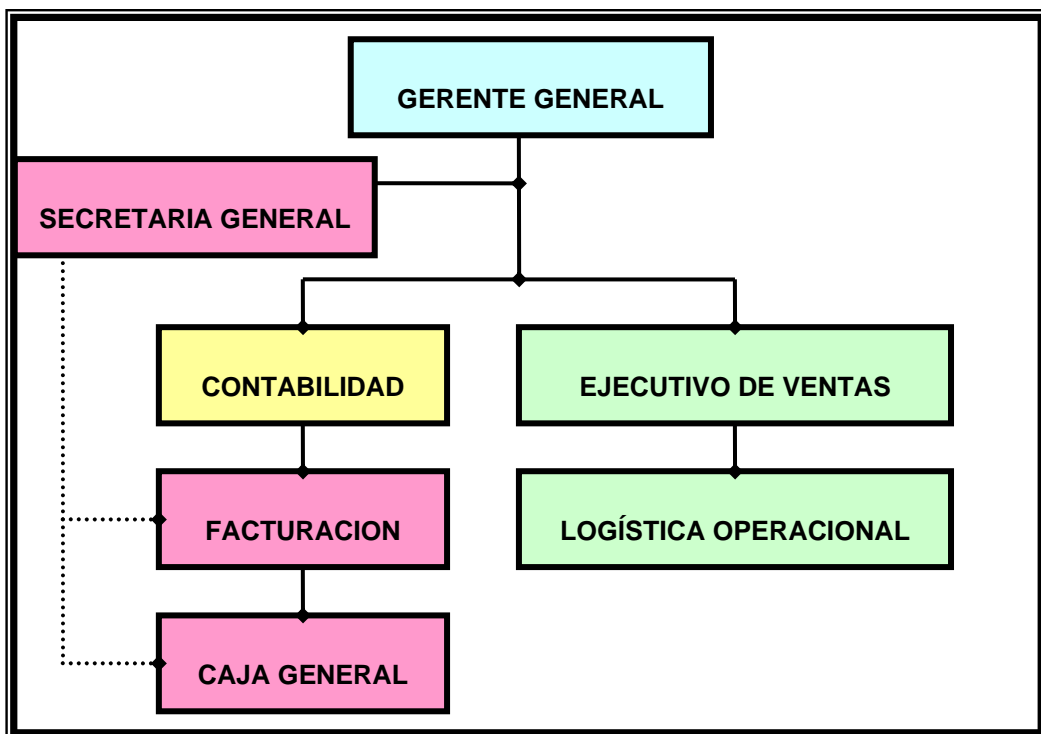 GERENTE GENERAL
SECRETARIA GENERAL
CONTABILIDAD
EJECUTIVO DE VENTAS
FACTURACION
LOGÍSTICA OPERACIONAL
CAJA GENERAL